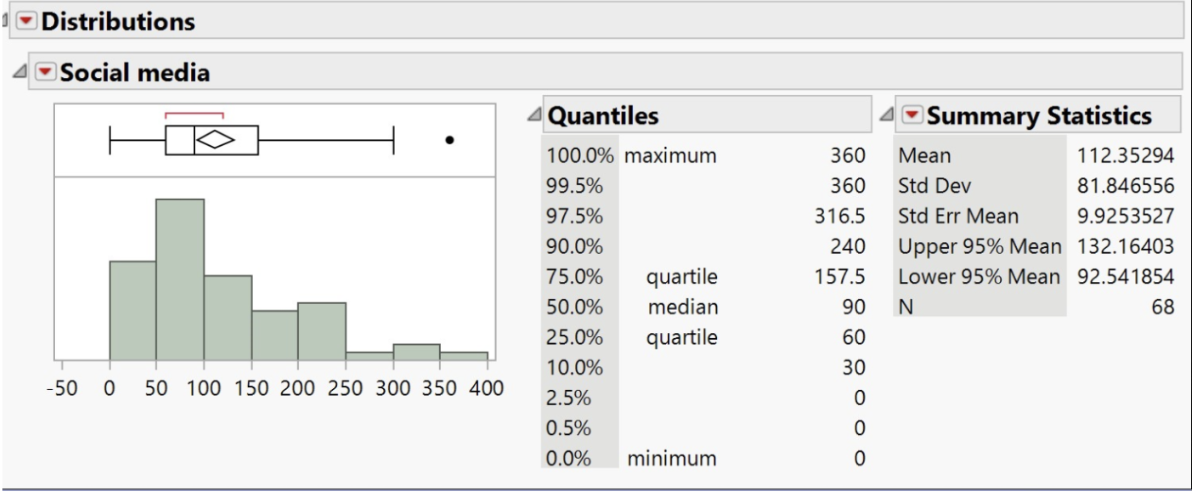 Distributions
Social media
Quantiles
100.0% maximum 360
99.5% 360
97.5% 316.5
90.0% 240
75.0% quartile 157.5
50.0% median 90
25.0% quartile 60
10.0% 30
2.5% 0
0.5% 0
0.0% minimum 0
Summary Statistics
Mean 112.35294
Std Dev 81.846556
Std Err Mean 9.9253527
Upper 95% Mean 132.16403
Lower 95% Mean 92.541854
N 68
-50 0 50 100 150 200 250 300 350 400